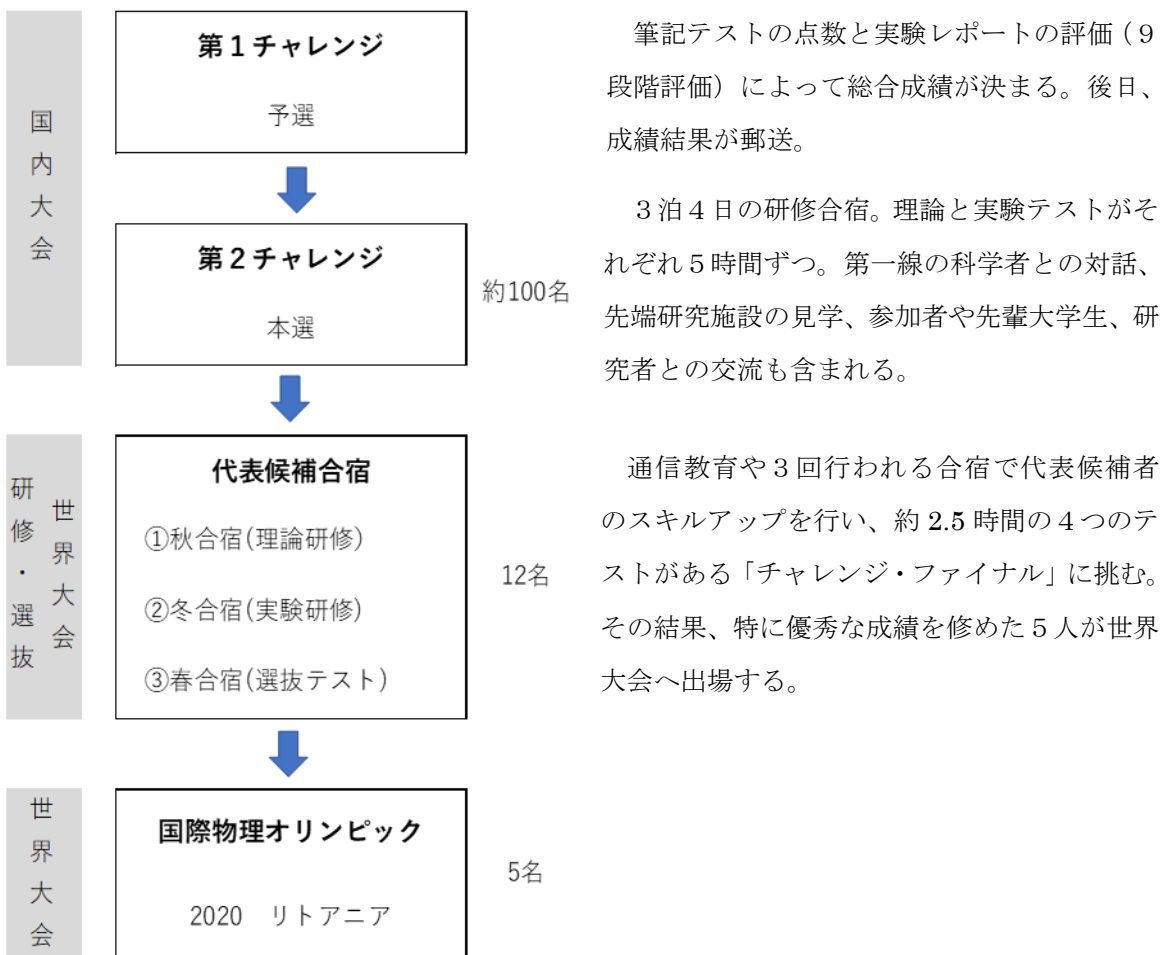 国内大会
第１チャレンジ
予選
筆記テストの点数と実験レポートの評価（９
段階評価）によって総合成績が決まる。後日、
成績結果が郵送。
第２チャレンジ
本選
約100名
３泊４日の研修合宿。理論と実験テストがそ
れぞれ５時間ずつ。第一線の科学者との対話、
先端研究施設の見学、参加者や先輩大学生、研
究者との交流も含まれる。
世界大会
研修・選抜
代表候補合宿
①秋合宿(理論研修)
②冬合宿(実験研修)
③春合宿(選抜テスト)
12名
通信教育や３回行われる合宿で代表候補者
のスキルアップを行い、約 2.5 時間の４つのテ
ストがある「チャレンジ・ファイナル」に挑む。
その結果、特に優秀な成績を修めた５人が世界
大会へ出場する。
世界大会
国際物理オリンピック
2020　リトアニア
5名